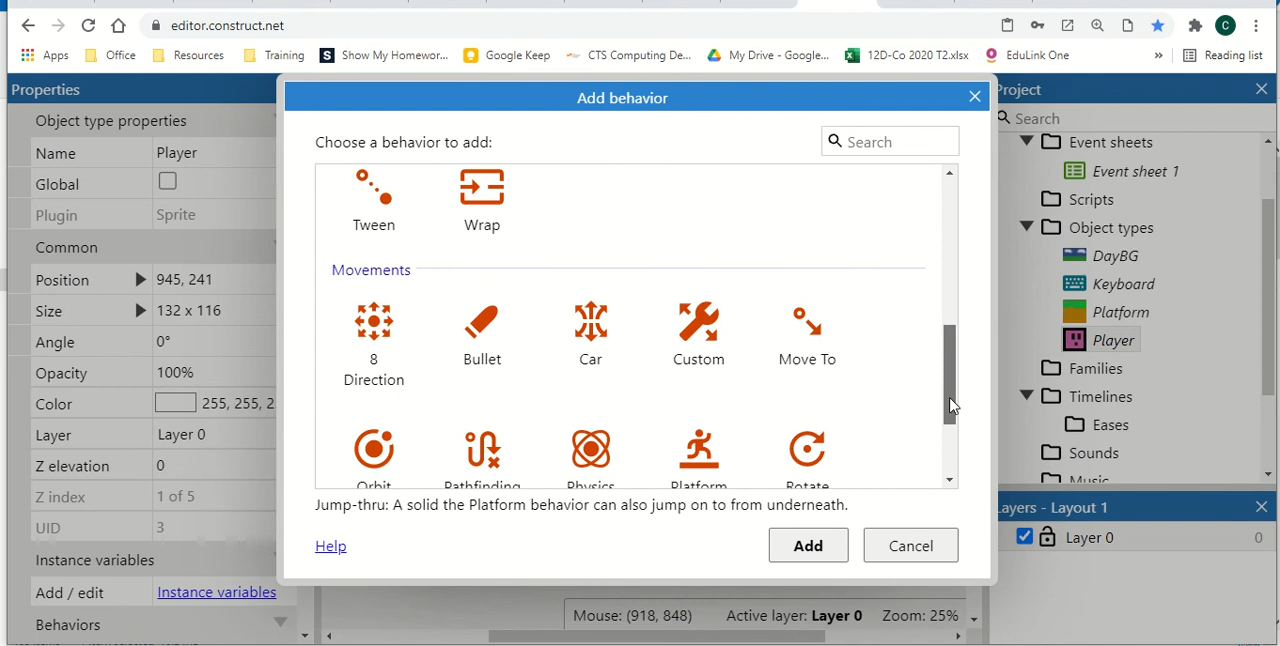 editor.construct.net
C
Apps
Office
Resources
Training
S
Show My Homewor...
Google Keep
CTS Computing De...
My Drive - Google...
12D-Co 2020 T2.xlsx
EduLink One
»
Reading list
Properties
Object type properties
Name
Player
Global
Plugin
Sprite
Common
Position
945, 241
Size
132 x 116
Angle
0°
Opacity
100%
Color
255, 255, 2
Layer
Layer 0
Z elevation
0
Z index
1 of 5
UID
3
Instance variables
Add / edit
Instance variables
Behaviors
Add behavior
Choose a behavior to add:
Search
Tween
Wrap
Movements
8 Direction
Bullet
Car
Custom
Move To
Orbit
Pathfinding
Physics
Platform
Rotate
Jump-thru: A solid the Platform behavior can also jump on to from underneath.
Help
Add
Cancel
Mouse: (918, 848)
Active layer: Layer 0
Zoom: 25%
Project
Search
Event sheets
Event sheet 1
Scripts
Object types
DayBG
Keyboard
Platform
Player
Families
Timelines
Eases
Sounds
Music
Layers - Layout 1
Layer 0
0